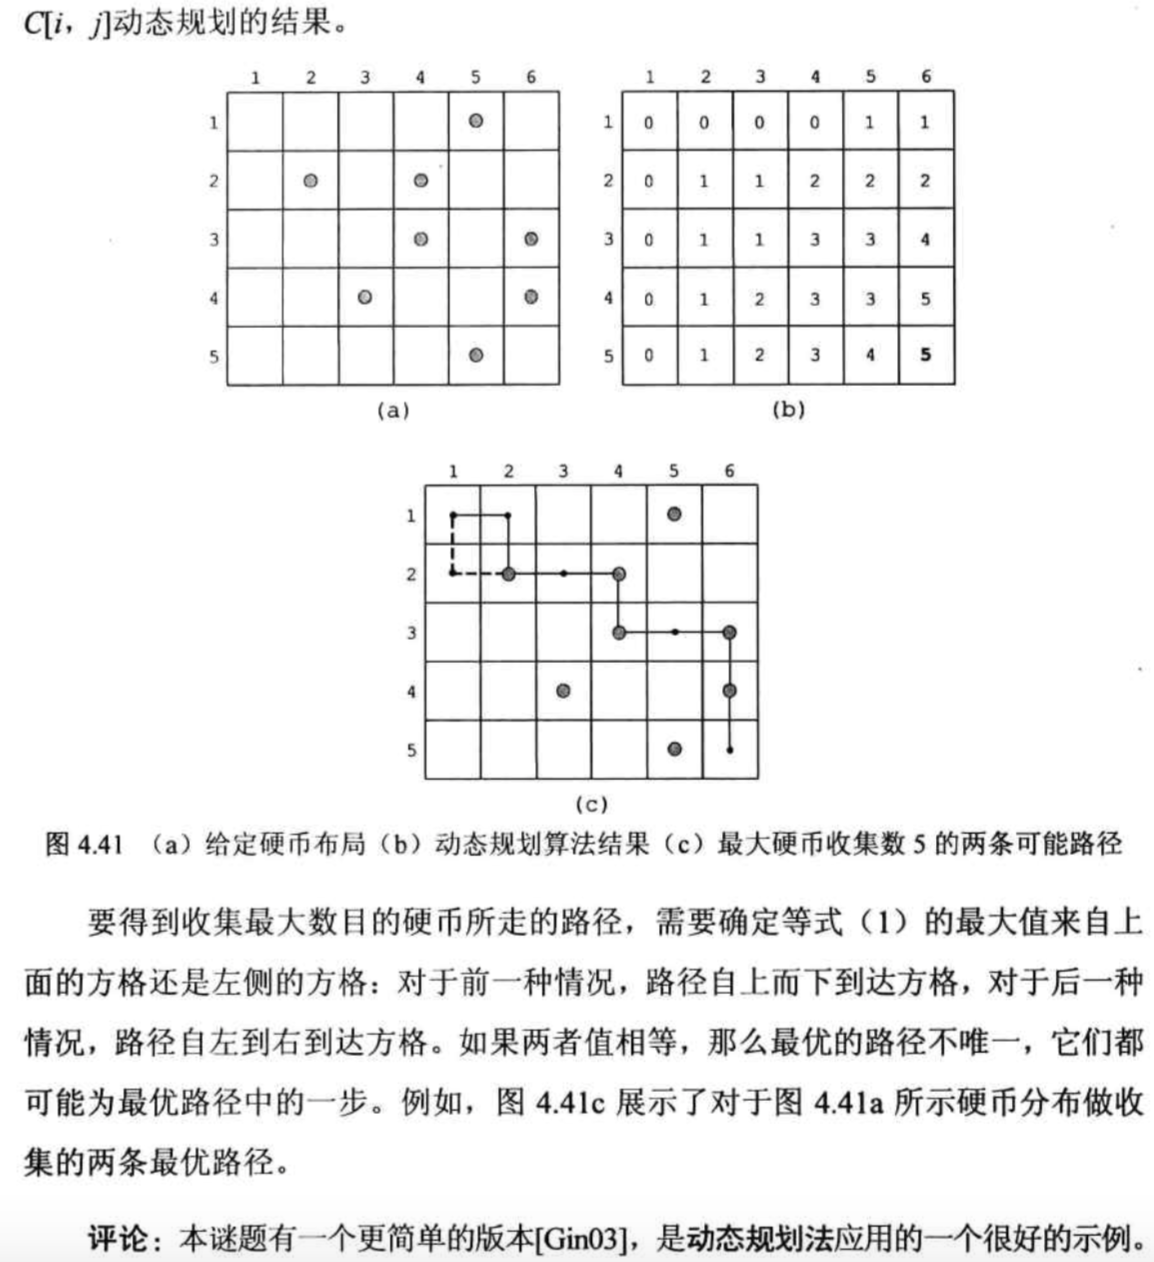 C[i，j]动态规划的结果。
1 2 3 4 5 6
1
2
3
4
5
(a)
1 2 3 4 5 6
1 0 0 0 0 1 1
2 0 1 1 2 2 2
3 0 1 1 3 3 4
4 0 1 2 3 3 5
5 0 1 2 3 4 5
(b)
1 2 3 4 5 6
1
2
3
4
5
(c)
图 4.41 （a）给定硬币布局（b）动态规划算法结果（c）最大硬币收集数 5 的两条可能路径
要得到收集最大数目的硬币所走的路径，需要确定等式（1）的最大值来自上
面的方格还是左侧的方格：对于前一种情况，路径自上而下到达方格，对于后一种
情况，路径自左到右到达方格。如果两者值相等，那么最优的路径不唯一，它们都
可能为最优路径中的一步。例如，图 4.41c 展示了对于图 4.41a 所示硬币分布做收
集的两条最优路径。
评论：本谜题有一个更简单的版本[Gin03]，是动态规划法应用的一个很好的示例。